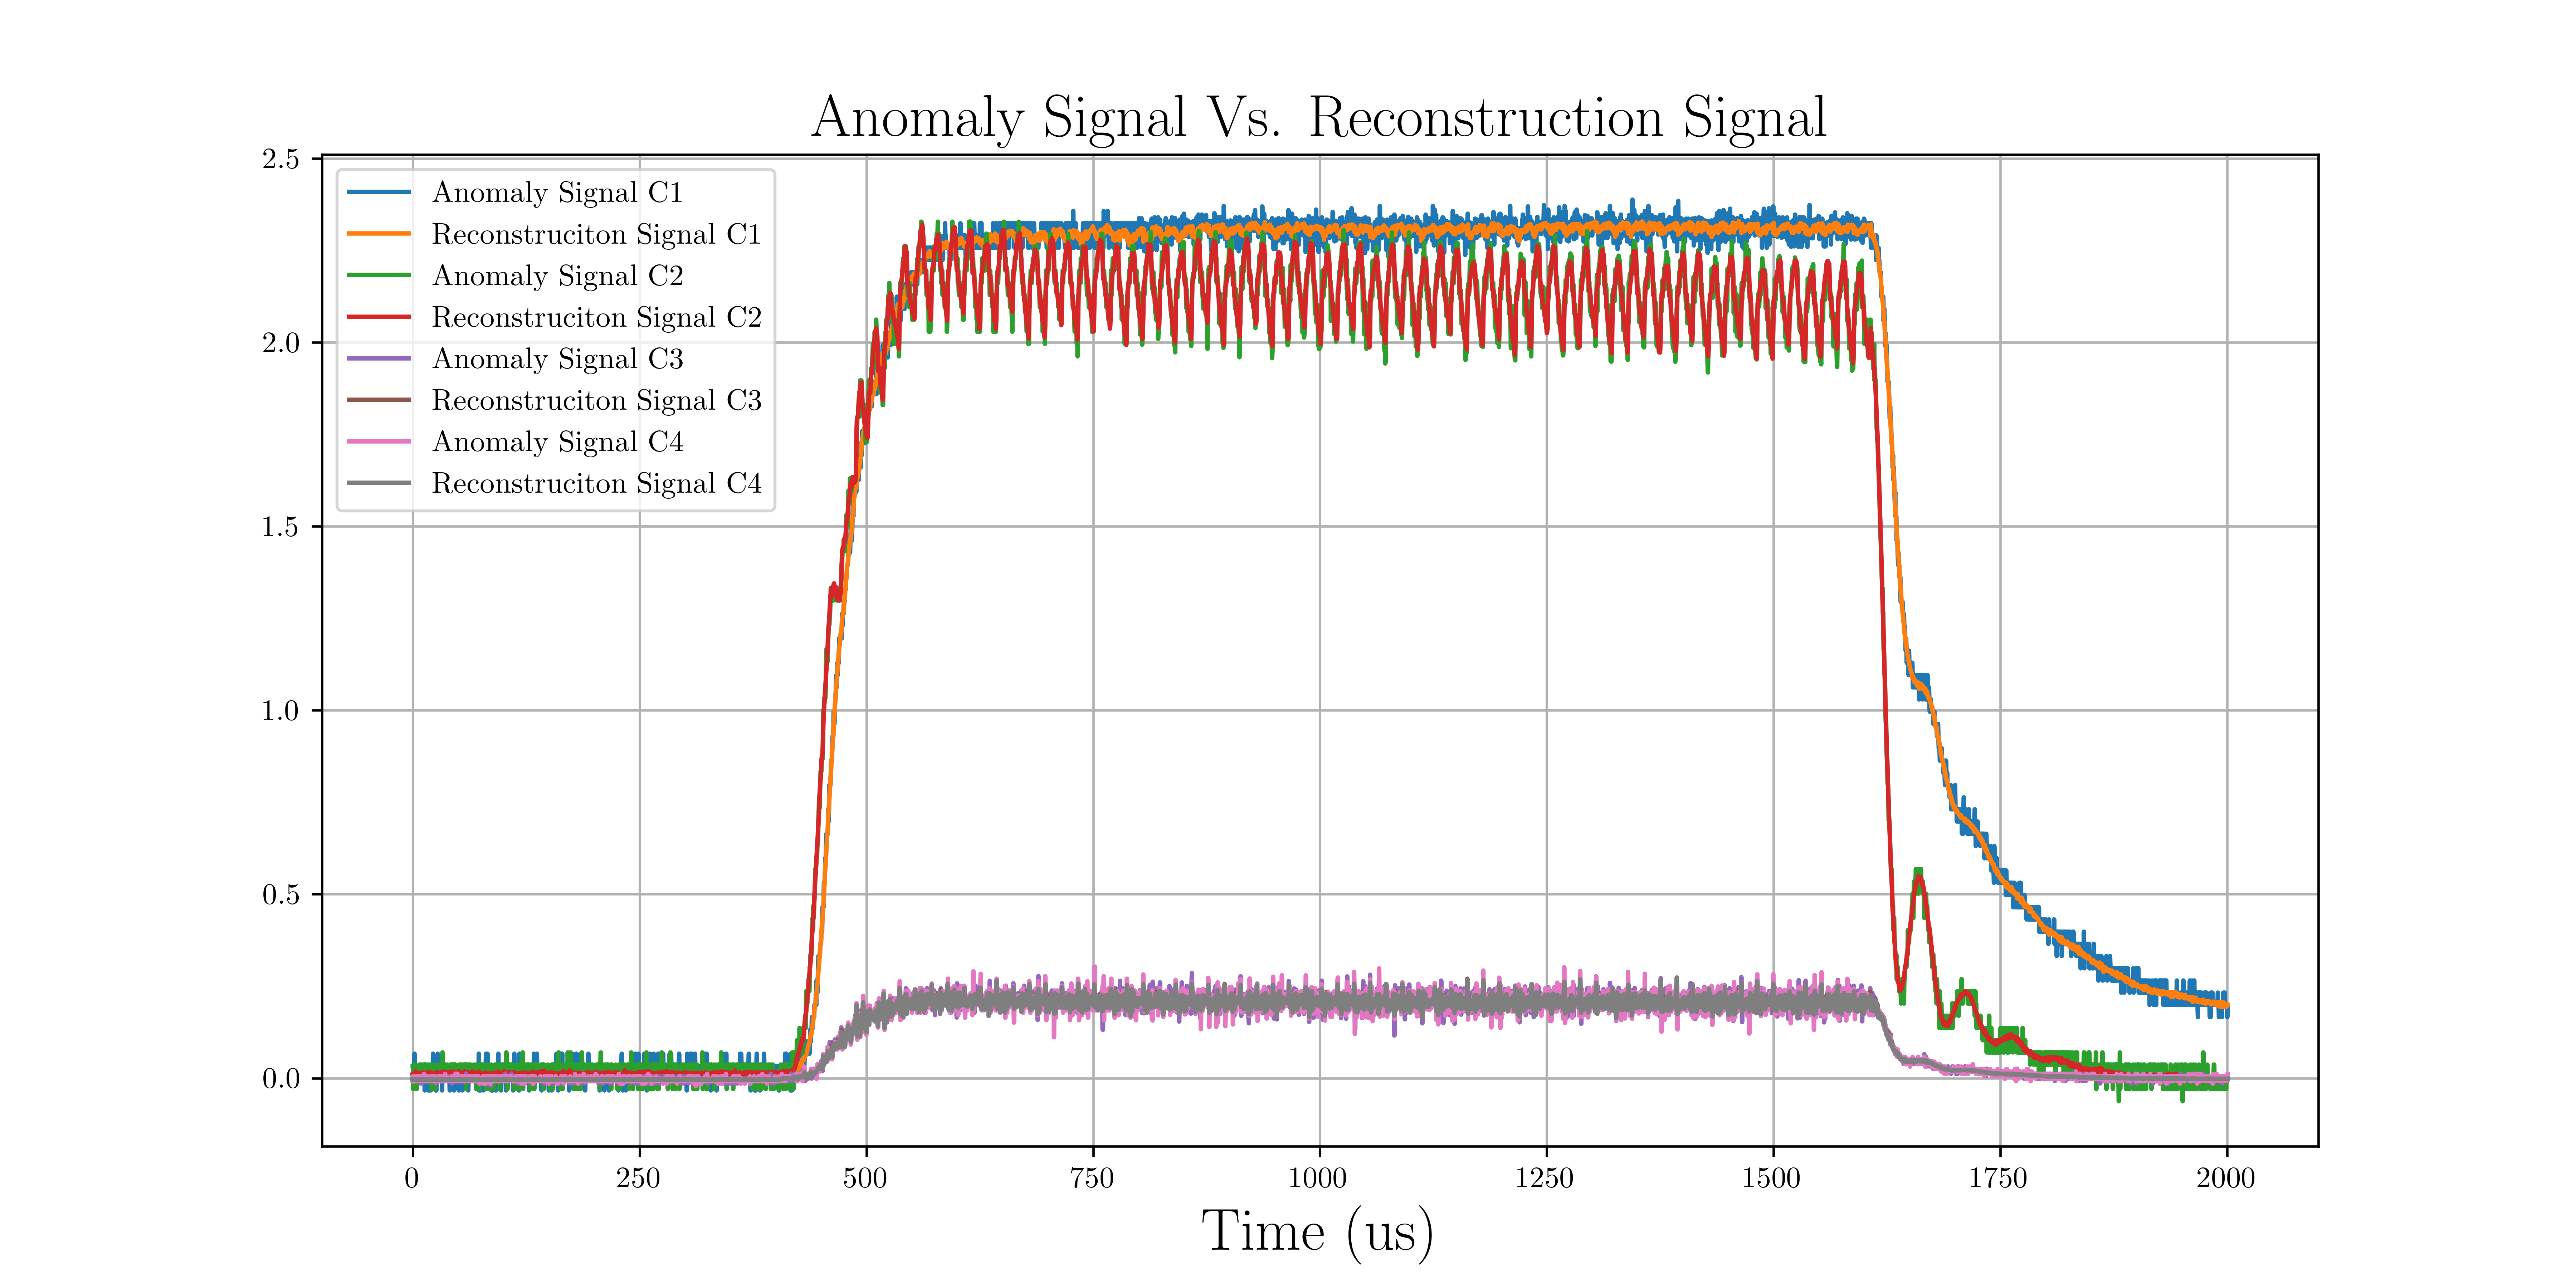 Anomaly Signal Vs. Reconstruction Signal
2.5
2.0
1.5
1.0
0.5
0.0
Anomaly Signal C1
Reconstruciton Signal C1
Anomaly Signal C2
Reconstruciton Signal C2
Anomaly Signal C3
Reconstruciton Signal C3
Anomaly Signal C4
Reconstruciton Signal C4
0 250 500 750 1000 1250 1500 1750 2000
Time (us)